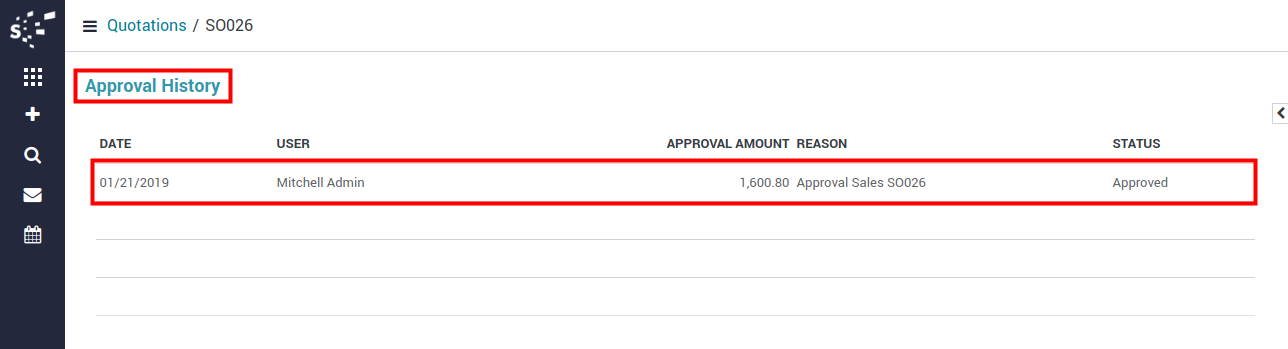 S
Quotations / SO026
Approval History
DATE USER APPROVAL AMOUNT REASON STATUS
01/21/2019 Mitchell Admin 1,600.80 Approval Sales SO026 Approved